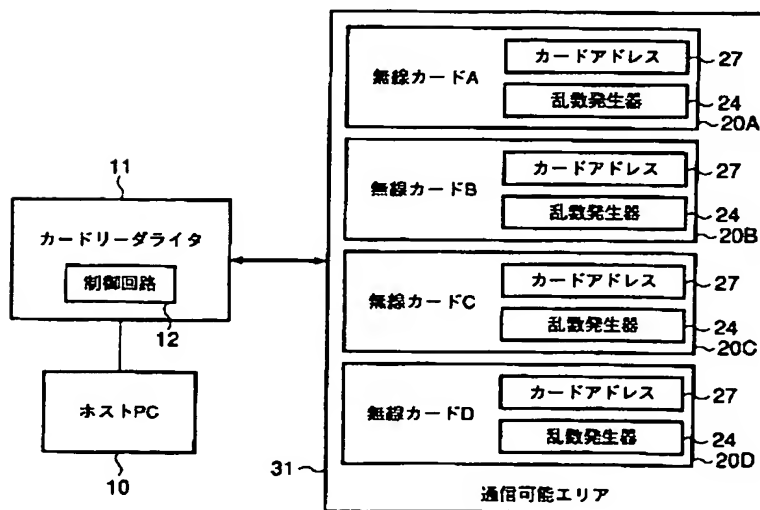 11
カードリーダライタ
制御回路
12
ホストPC
10
無線カードA
カードアドレス
27
乱数発生器
24
20A
無線カードB
カードアドレス
27
乱数発生器
24
20B
無線カードC
カードアドレス
27
乱数発生器
24
20C
無線カードD
カードアドレス
27
乱数発生器
24
20D
31
通信可能エリア